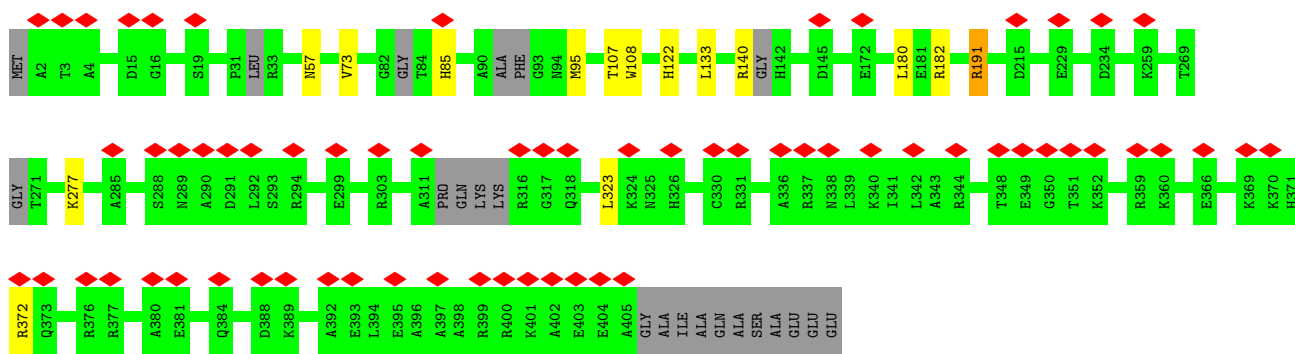 MET A2 T3 A4 D15 G16 S19 P31 LEU R33 N57 V73 G82 GLY T84 H85 A90 ALA PHE G93 N94 M95 T107 W108 H122 L133 R140 GLY H142 D145 E172 L180 E181 R182 R191 D215 E229 D234 K259 T269
GLY T271 K277 A285 S288 N289 A290 D291 L292 S293 R294 E299 R303 A311 PRO GLN LYS LYS R316 G317 Q318 L323 K324 N325 H326 C330 R331 A336 R337 N338 L339 K340 I341 L342 A343 R344 T348 E349 G350 T351 K352 R359 K360 E366 K369 K370 H371
R372 Q373 R376 R377 A380 E381 Q384 D388 K389 A392 E393 L394 E395 A396 A397 A398 R399 R400 K401 A402 E403 E404 A405 GLY ALA ILE ALA GLN ALA SER ALA GLU GLU GLU